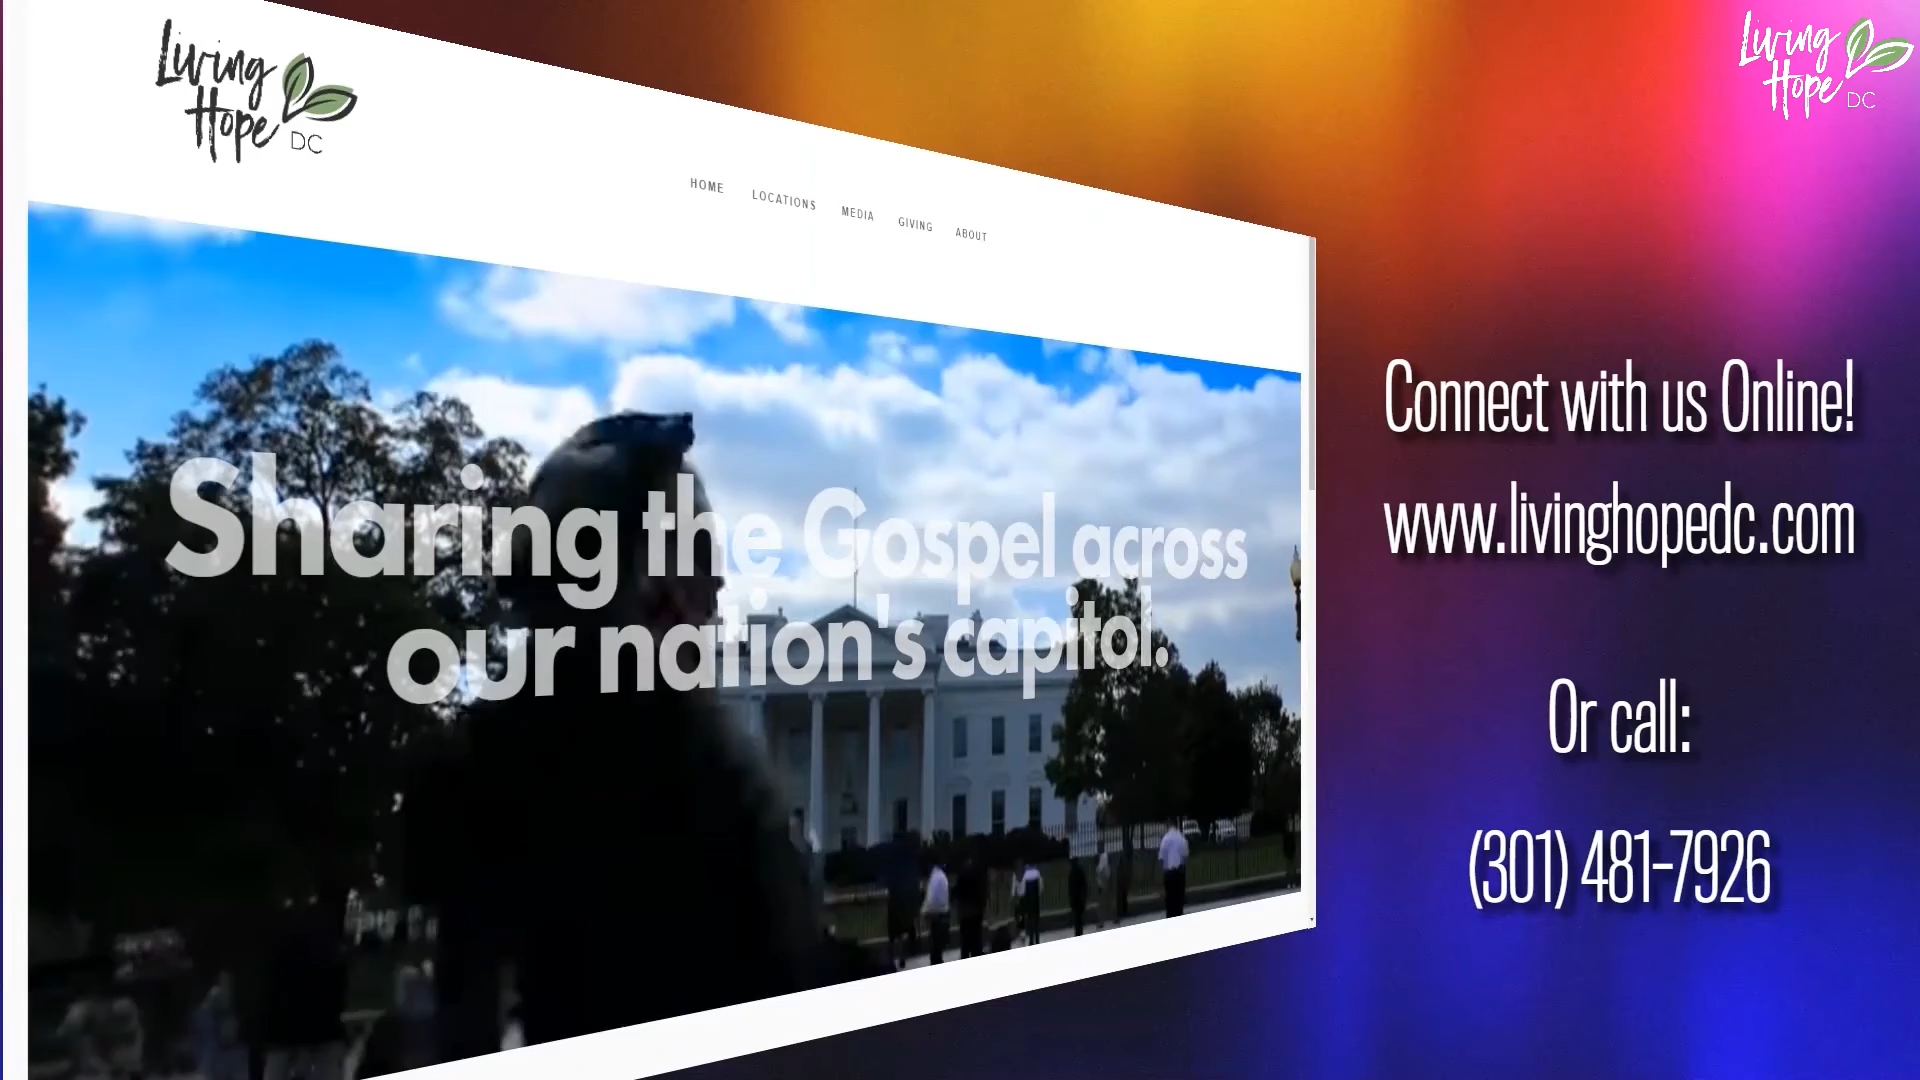 Living
Hope
DC
HOME LOCATIONS MEDIA GIVING ABOUT
Sharing the Gospel across
our nation's capitol.
Living
Hope
DC
Connect with us Online!
www.livinghopedc.com
Or call:
(301) 481-7926